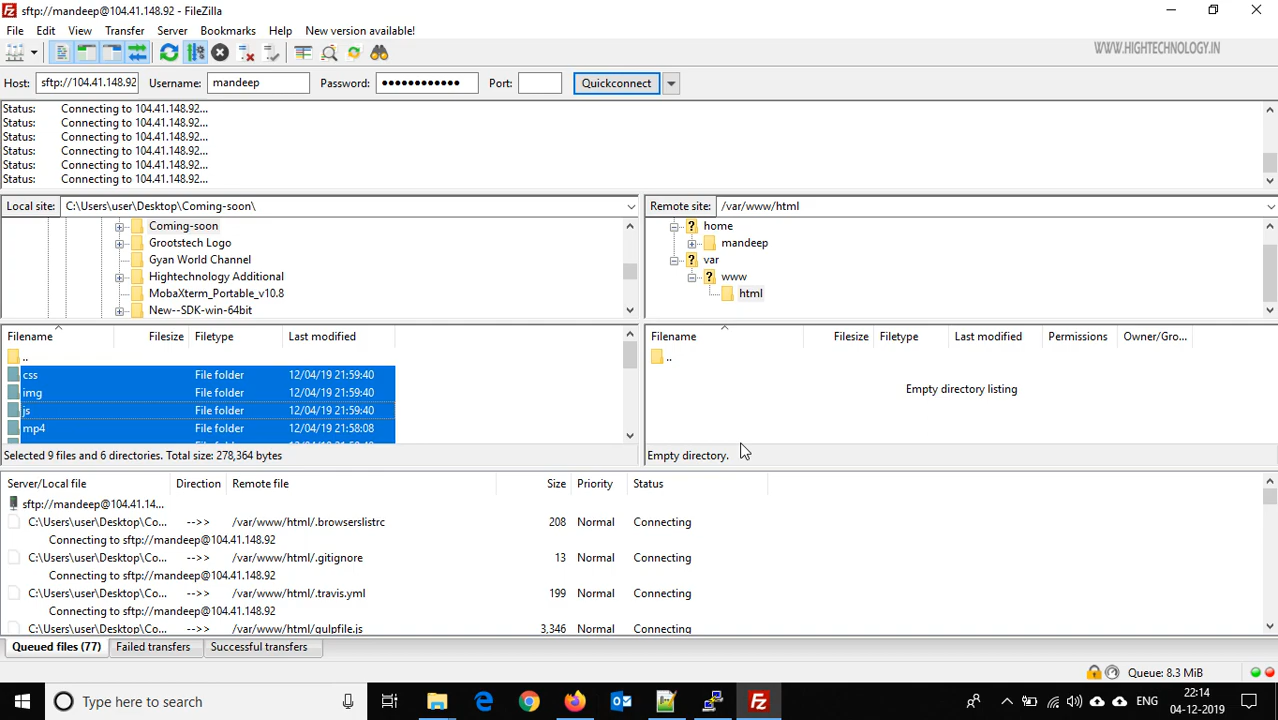 sftp://mandeep@104.41.148.92 - FileZilla
File Edit View Transfer Server Bookmarks Help New version available!
WWW.HIGHTECHNOLOGY.IN
Host: sftp://104.41.148.92 Username: mandeep Password: •••••••••••• Port: Quickconnect
Status: Connecting to 104.41.148.92...
Status: Connecting to 104.41.148.92...
Status: Connecting to 104.41.148.92...
Status: Connecting to 104.41.148.92...
Status: Connecting to 104.41.148.92...
Status: Connecting to 104.41.148.92...
Local site: C:\Users\user\Desktop\Coming-soon\
Coming-soon
Grootstech Logo
Gyan World Channel
Hightechnology Additional
MobaXterm_Portable_v10.8
New--SDK-win-64bit
Remote site: /var/www/html
home
mandeep
var
www
html
Filename Filesize Filetype Last modified
..
css File folder 12/04/19 21:59:40
img File folder 12/04/19 21:59:40
js File folder 12/04/19 21:59:40
mp4 File folder 12/04/19 21:58:08
Selected 9 files and 6 directories. Total size: 278,364 bytes
Filename Filesize Filetype Last modified Permissions Owner/Gro...
..
Empty directory listing
Empty directory.
Server/Local file Direction Remote file Size Priority Status
sftp://mandeep@104.41.14...
C:\Users\user\Desktop\Co... -->> /var/www/html/.browserslistrc 208 Normal Connecting
Connecting to sftp://mandeep@104.41.148.92
C:\Users\user\Desktop\Co... -->> /var/www/html/.gitignore 13 Normal Connecting
Connecting to sftp://mandeep@104.41.148.92
C:\Users\user\Desktop\Co... -->> /var/www/html/.travis.yml 199 Normal Connecting
Connecting to sftp://mandeep@104.41.148.92
C:\Users\user\Desktop\Co... -->> /var/www/html/gulpfile.js 3,346 Normal Connecting
Queued files (77) Failed transfers Successful transfers
Queue: 8.3 MiB
Type here to search
ENG
22:14
04-12-2019